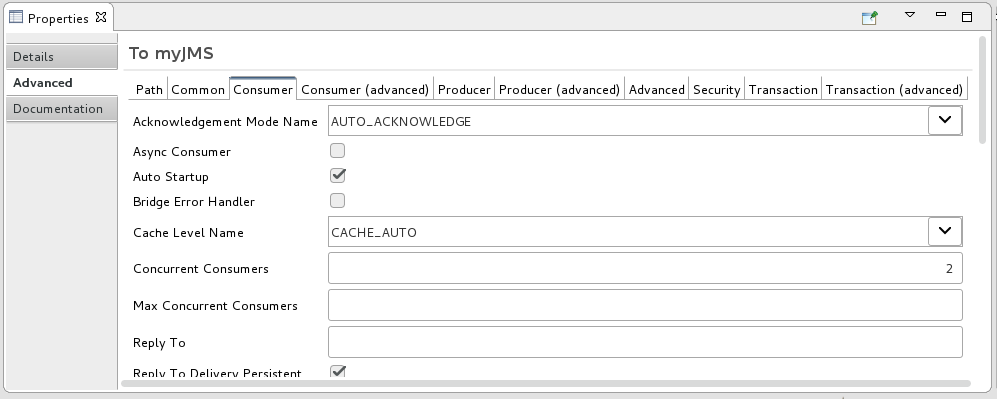 Properties
Details
Advanced
Documentation
To myJMS
Path Common Consumer Consumer (advanced) Producer Producer (advanced) Advanced Security Transaction Transaction (advanced)
Acknowledgement Mode Name AUTO_ACKNOWLEDGE
Async Consumer
Auto Startup
Bridge Error Handler
Cache Level Name CACHE_AUTO
Concurrent Consumers 2
Max Concurrent Consumers
Reply To
Reply To Delivery Persistent